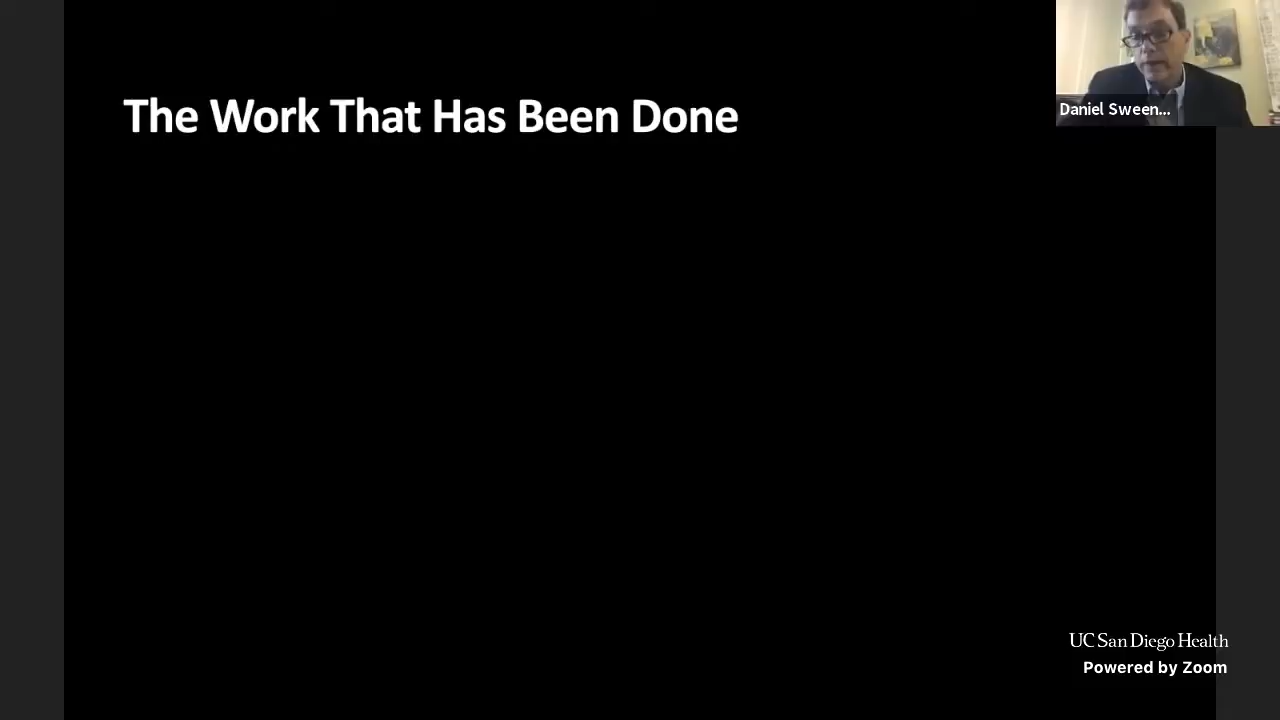 The Work That Has Been Done
Daniel Sween...
UC San Diego Health
Powered by Zoom